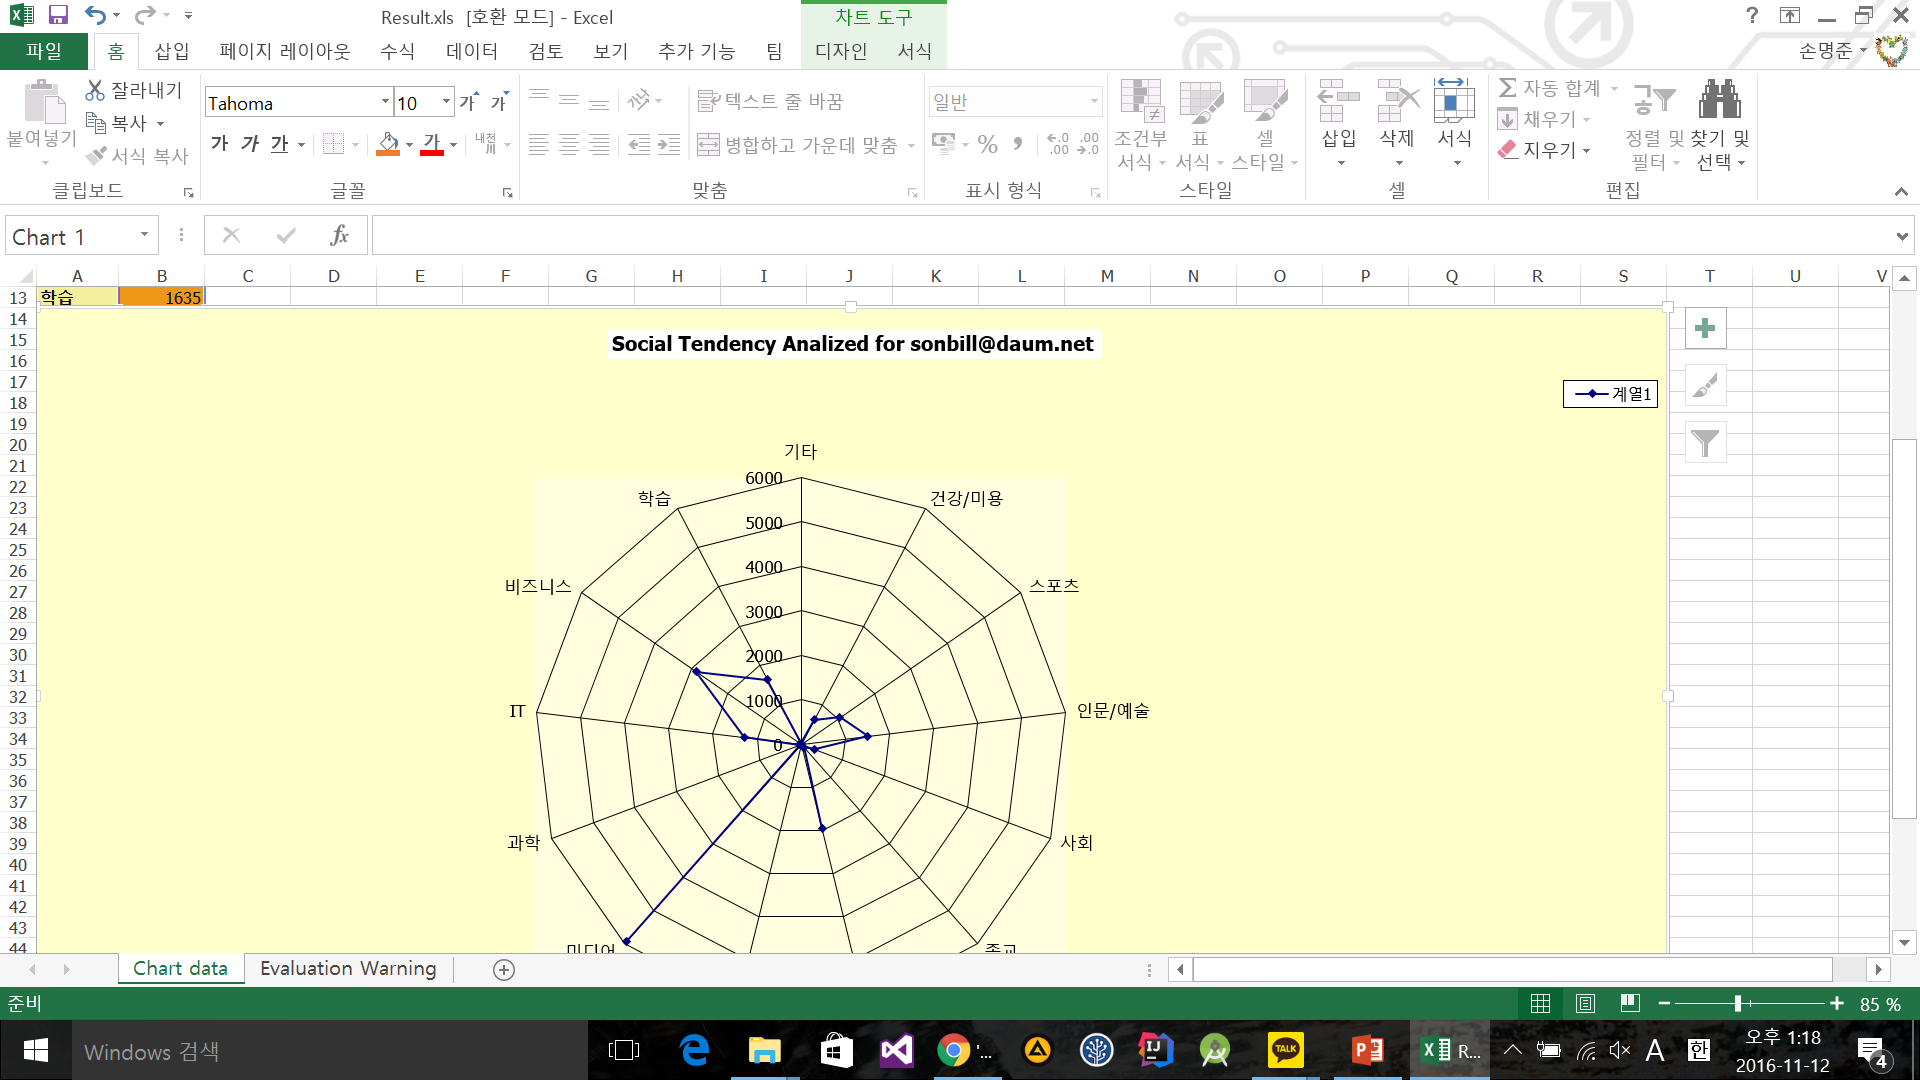 Result.xls  [호환 모드] - Excel
차트 도구
파일
홈
삽입
페이지 레이아웃
수식
데이터
검토
보기
추가 기능
팀
디자인
서식
손명준
붙여넣기
잘라내기
복사
서식 복사
클립보드
Tahoma
10
가 가
가 가 가
가
내천
글꼴
텍스트 줄 바꿈
병합하고 가운데 맞춤
맞춤
일반
% ,
표시 형식
조건부 서식
표 서식
셀 스타일
스타일
삽입
삭제
서식
셀
자동 합계
채우기
지우기
정렬 및 필터
찾기 및 선택
편집
Chart 1
fx
A B C D E F G H I J K L M N O P Q R S T U V
13 학습 1635
14
15
16
17
18
19
20
21
22
23
24
25
26
27
28
29
30
31
32
33
34
35
36
37
38
39
40
41
42
43
44
Social Tendency Analized for sonbill@daum.net
계열1
기타
건강/미용
스포츠
인문/예술
사회
종교
미디어
과학
IT
비즈니스
학습
6000
5000
4000
3000
2000
1000
0
Chart data
Evaluation Warning
준비
85 %
Windows 검색
TALK
R...
A
한
오후 1:18
2016-11-12
4